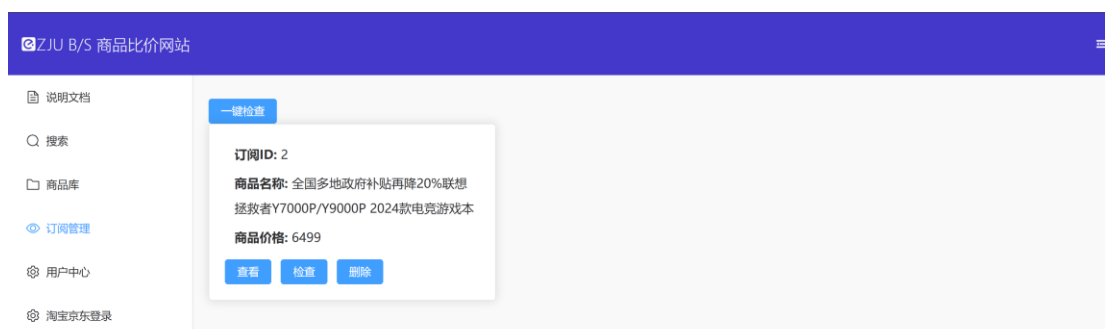 ZJU B/S 商品比价网站
说明文档
搜索
商品库
订阅管理
用户中心
淘宝京东登录
一键检查
订阅ID: 2
商品名称: 全国多地政府补贴再降20%联想
拯救者Y7000P/Y9000P 2024款电竞游戏本
商品价格: 6499
查看 检查 删除